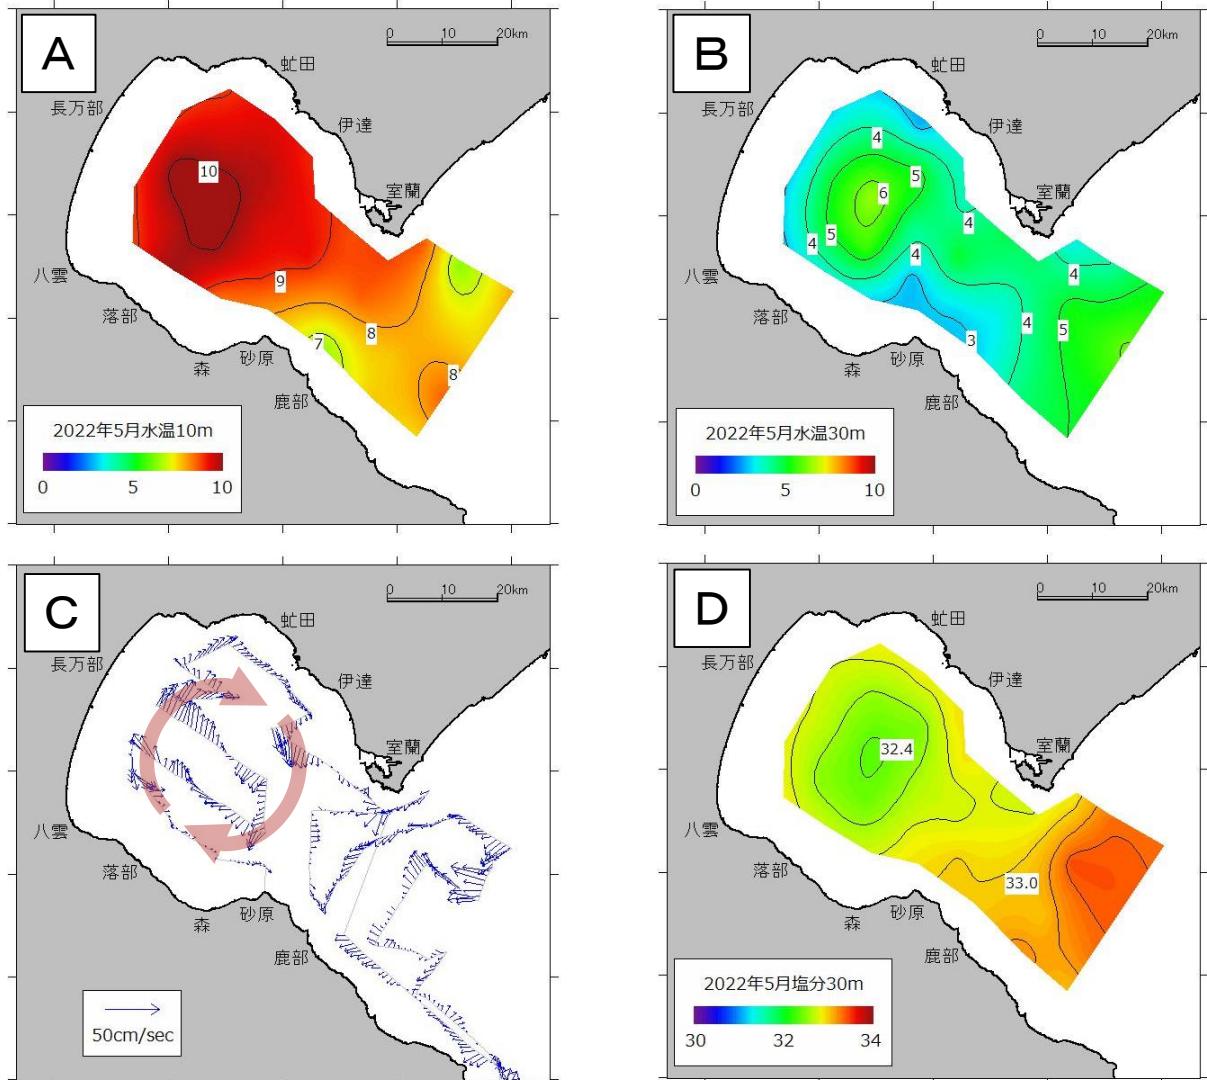 A
0 10 20km
虻田
長万部
伊達
10
室蘭
八雲
9
落部
8
7
砂原
森
8
鹿部
2022年5月水温10m
0 5 10
B
0 10 20km
虻田
長万部
伊達
4
5
室蘭
6
4
5
4
4
4
八雲
落部
4
5
3
砂原
森
鹿部
2022年5月水温30m
0 5 10
C
0 10 20km
虻田
長万部
伊達
室蘭
八雲
落部
砂原
森
鹿部
50cm/sec
D
0 10 20km
虻田
長万部
伊達
室蘭
32.4
八雲
落部
33.0
砂原
森
鹿部
2022年5月塩分30m
30 32 34